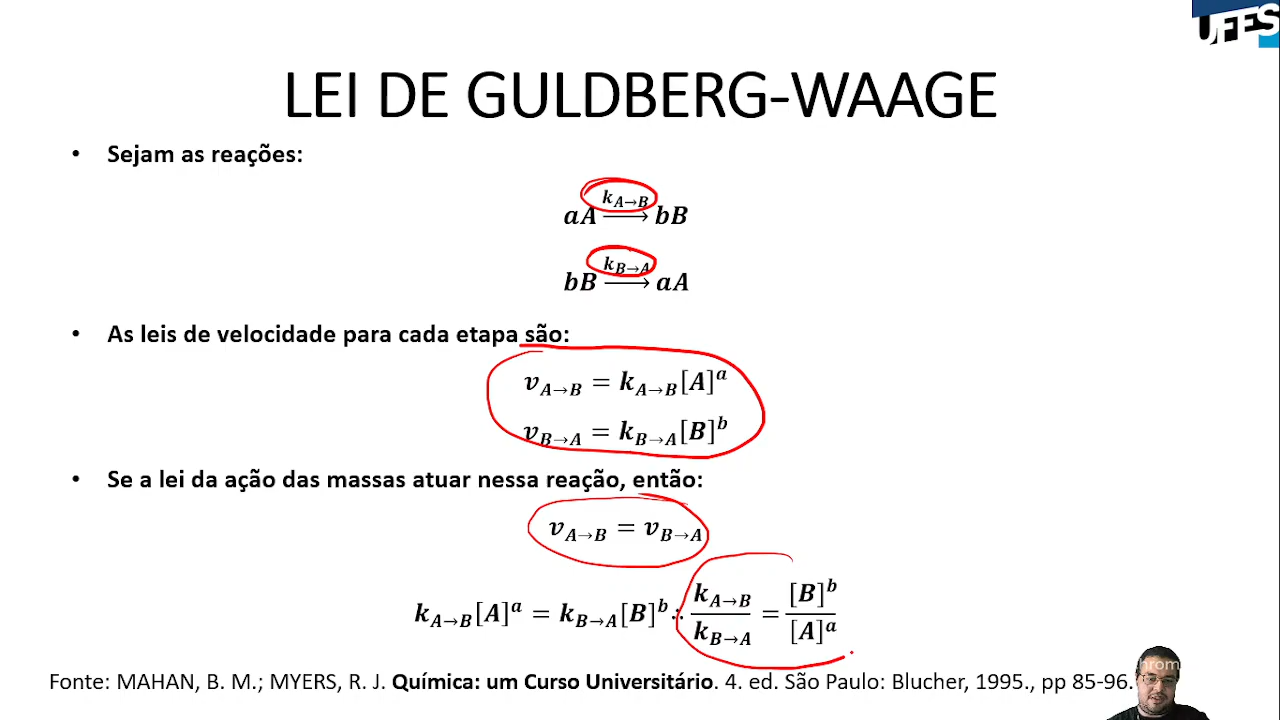 UFES
LEI DE GULDBERG-WAAGE
• Sejam as reações:
k_{A→B}
aA ⟶ bB
k_{B→A}
bB ⟶ aA
• As leis de velocidade para cada etapa são:
v_{A→B} = k_{A→B}[A]^a
v_{B→A} = k_{B→A}[B]^b
• Se a lei da ação das massas atuar nessa reação, então:
v_{A→B} = v_{B→A}
k_{A→B}[A]^a = k_{B→A}[B]^b ∴ k_{A→B}/k_{B→A} = [B]^b/[A]^a
Fonte: MAHAN, B. M.; MYERS, R. J. Química: um Curso Universitário. 4. ed. São Paulo: Blucher, 1995., pp 85-96.